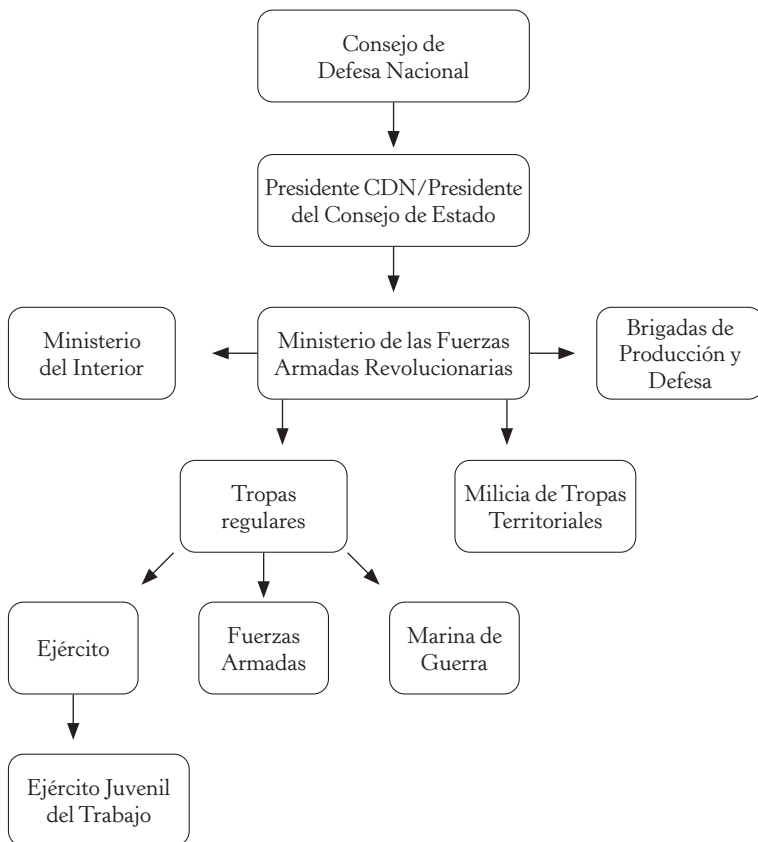 Consejo de
Defesa Nacional
Presidente CDN/Presidente
del Consejo de Estado
Ministerio
del Interior
Ministerio de las Fuerzas
Armadas Revolucionarias
Brigadas de
Producción y
Defesa
Tropas
regulares
Milicia de Tropas
Territoriales
Ejército
Fuerzas
Armadas
Marina de
Guerra
Ejército Juvenil
del Trabajo